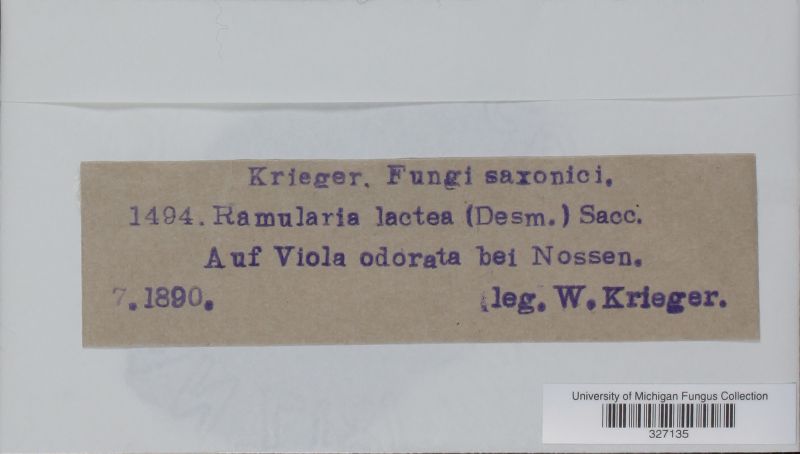 Krieger. Fungi saxonici.
1494. Ramularia lactea (Desm.) Sacc.
Auf Viola odorata bei Nossen.
7.1890. leg. W. Krieger.
University of Michigan Fungus Collection
327135